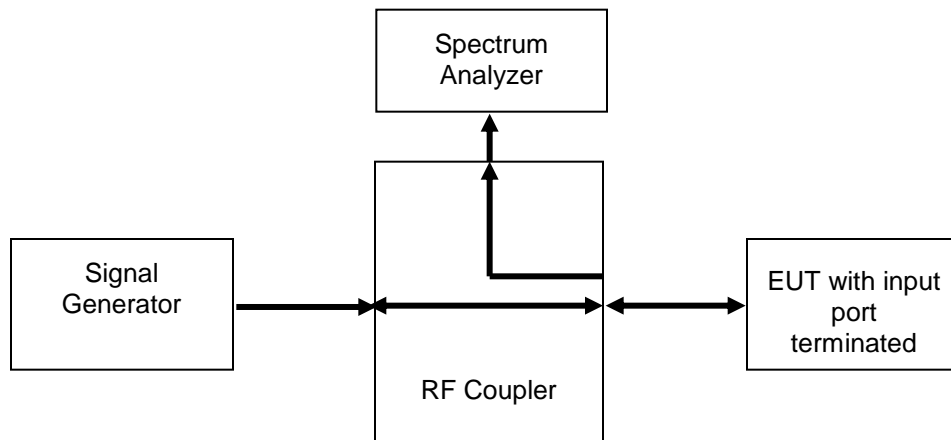 Spectrum
Analyzer
Signal
Generator
EUT with input
port
terminated
RF Coupler